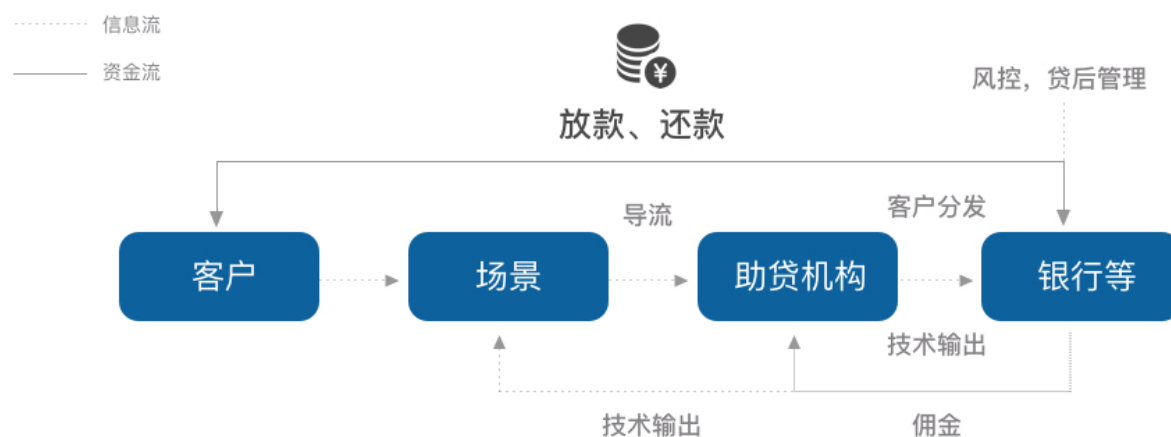 信息流
资金流
¥
放款、还款
风控，贷后管理
导流
客户分发
客户
场景
助贷机构
银行等
技术输出
技术输出
佣金